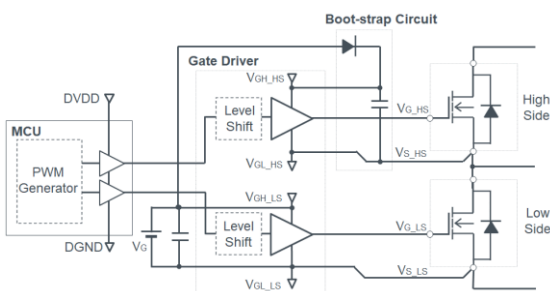 Boot-strap Circuit
Gate Driver
VGH_HS
DVDD
High
Side
Level
Shift
VG_HS
MCU
PWM
Generator
VGL_HS
VS_HS
VGH_LS
Low
Side
Level
Shift
VG_LS
DGND
VG
VS_LS
VGL_LS